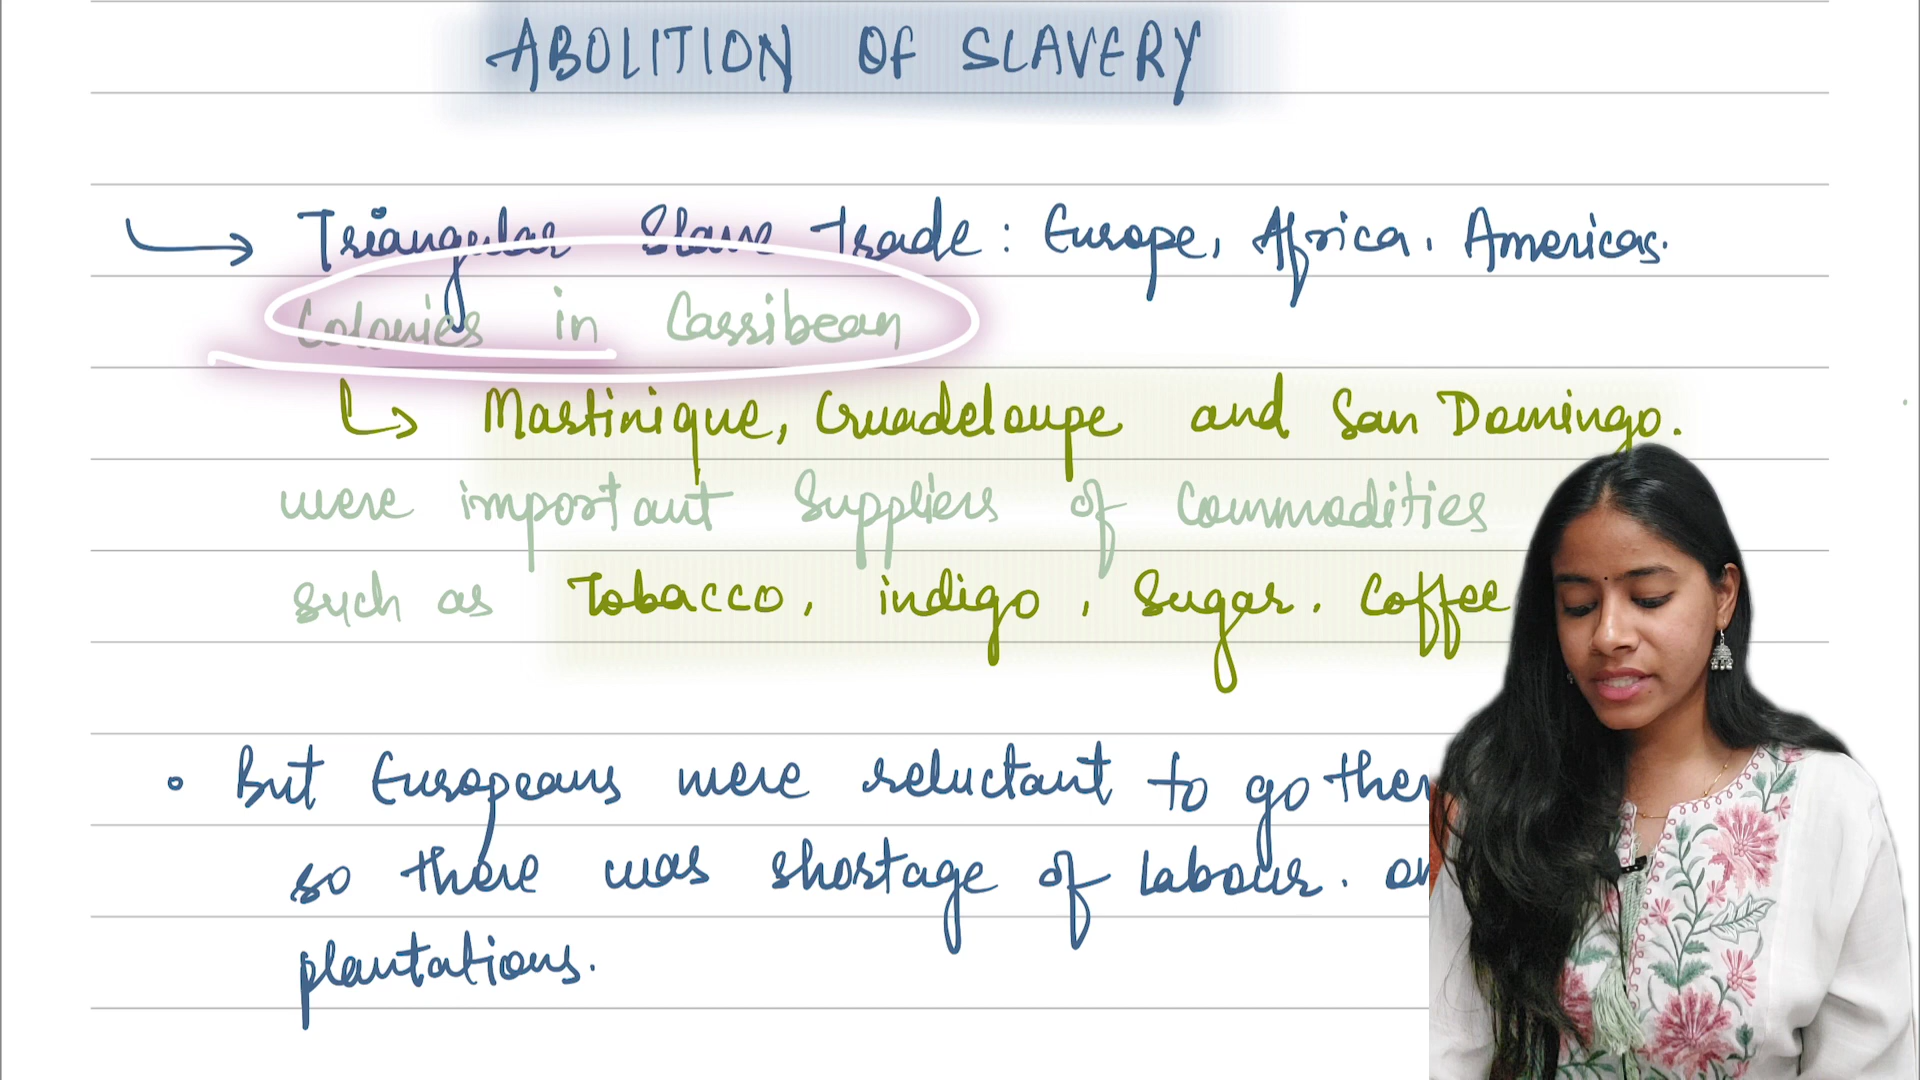 ABOLITION OF SLAVERY
Triangular Slave Trade: Europe, Africa, Americas.
Colonies in Carribean
Martinique, Guadeloupe and San Domingo.
were important Suppliers of Commodities
such as Tobacco, indigo, Sugar, Coffee
But Europeans were reluctant to go
so there was shortage of labour.
plantations.